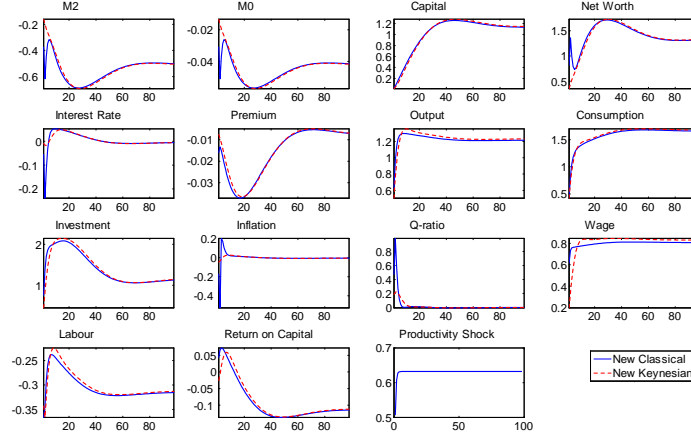 M2 M0 Capital Net Worth
-0.2 -0.4 -0.6 20 40 60 80
-0.02 -0.04 20 40 60 80
1.2 1 0.8 0.6 0.4 0.2 20 40 60 80
1.5 1 0.5 20 40 60 80
Interest Rate Premium Output Consumption
0 -0.1 -0.2 20 40 60 80
-0.01 -0.02 -0.03 20 40 60 80
1.2 1 0.8 0.6 20 40 60 80
1.5 1 20 40 60 80
Investment Inflation Q-ratio Wage
2 1 20 40 60 80
0.2 0 -0.2 -0.4 20 40 60 80
0.8 0.6 0.4 0.2 0 20 40 60 80
0.8 0.6 0.4 0.2 20 40 60 80
Labour Return on Capital Productivity Shock
-0.25 -0.3 -0.35 20 40 60 80
0.05 0 -0.05 -0.1 20 40 60 80
0.7 0.6 0.5 0 50 100
New Classical
New Keynesian